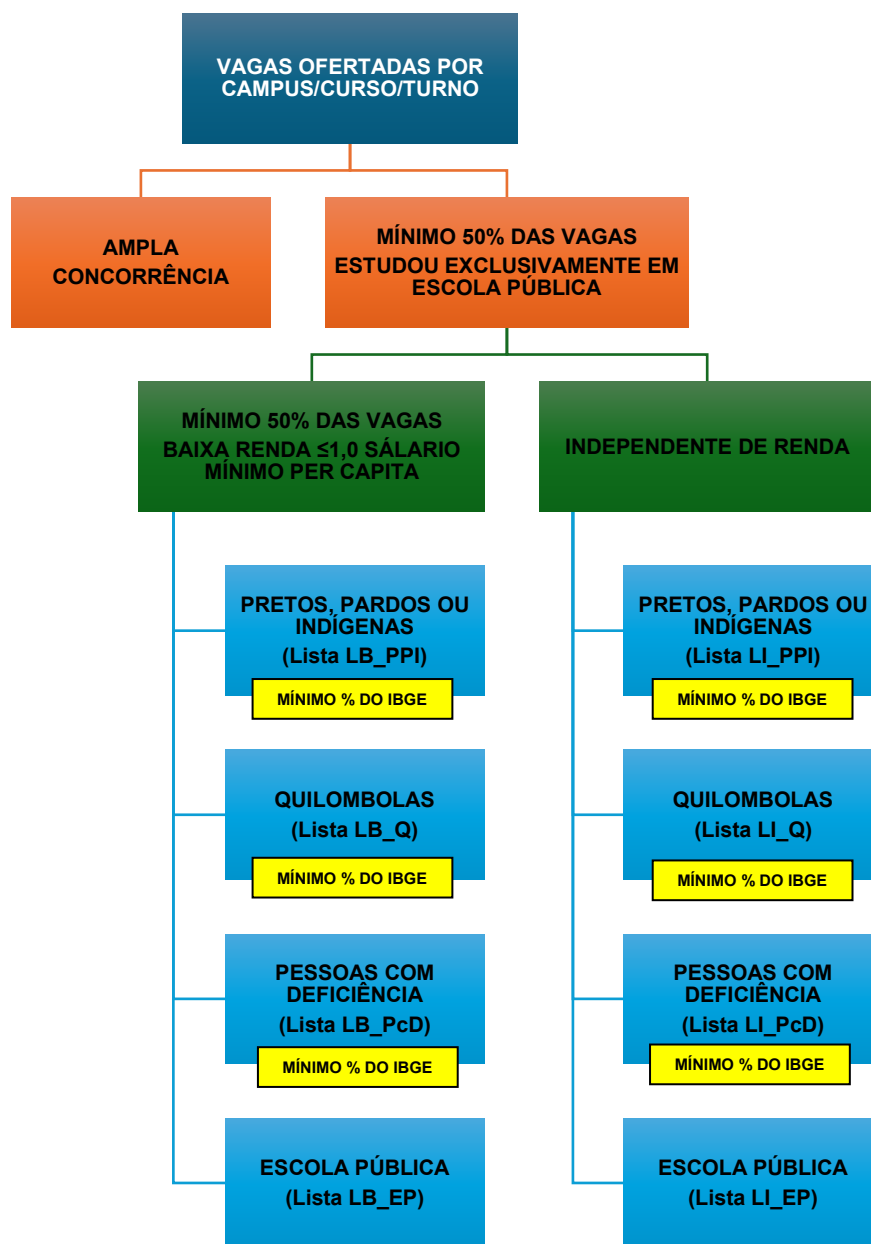 VAGAS OFERTADAS POR
CAMPUS/CURSO/TURNO
AMPLA
CONCORRÊNCIA
MÍNIMO 50% DAS VAGAS
ESTUDOU EXCLUSIVAMENTE EM
ESCOLA PÚBLICA
MÍNIMO 50% DAS VAGAS
BAIXA RENDA ≤1,0 SÁLARIO
MÍNIMO PER CAPITA
INDEPENDENTE DE RENDA
PRETOS, PARDOS OU
INDÍGENAS
(Lista LB_PPI)
MÍNIMO % DO IBGE
PRETOS, PARDOS OU
INDÍGENAS
(Lista LI_PPI)
MÍNIMO % DO IBGE
QUILOMBOLAS
(Lista LB_Q)
MÍNIMO % DO IBGE
QUILOMBOLAS
(Lista LI_Q)
MÍNIMO % DO IBGE
PESSOAS COM
DEFICIÊNCIA
(Lista LB_PcD)
MÍNIMO % DO IBGE
PESSOAS COM
DEFICIÊNCIA
(Lista LI_PcD)
MÍNIMO % DO IBGE
ESCOLA PÚBLICA
(Lista LB_EP)
ESCOLA PÚBLICA
(Lista LI_EP)